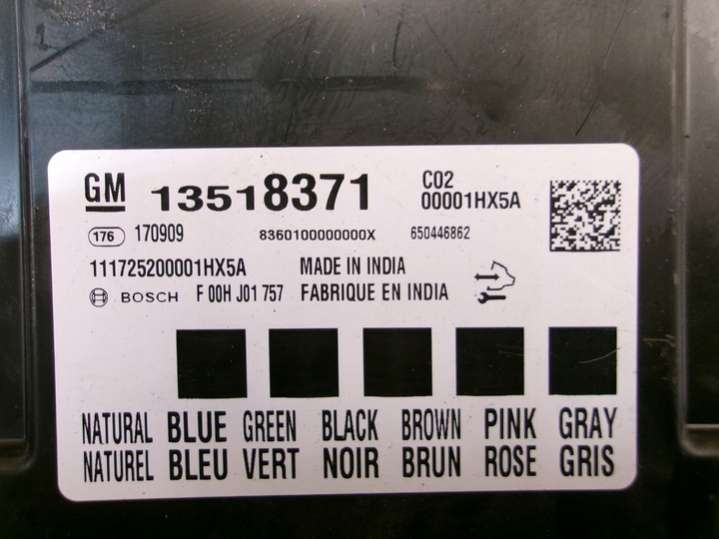 GM 13518371 C02
00001HX5A
176 170909 8360100000000X 650446862
111725200001HX5A MADE IN INDIA
BOSCH F 00H J01 757 FABRIQUE EN INDIA
NATURAL BLUE GREEN BLACK BROWN PINK GRAY
NATUREL BLEU VERT NOIR BRUN ROSE GRIS